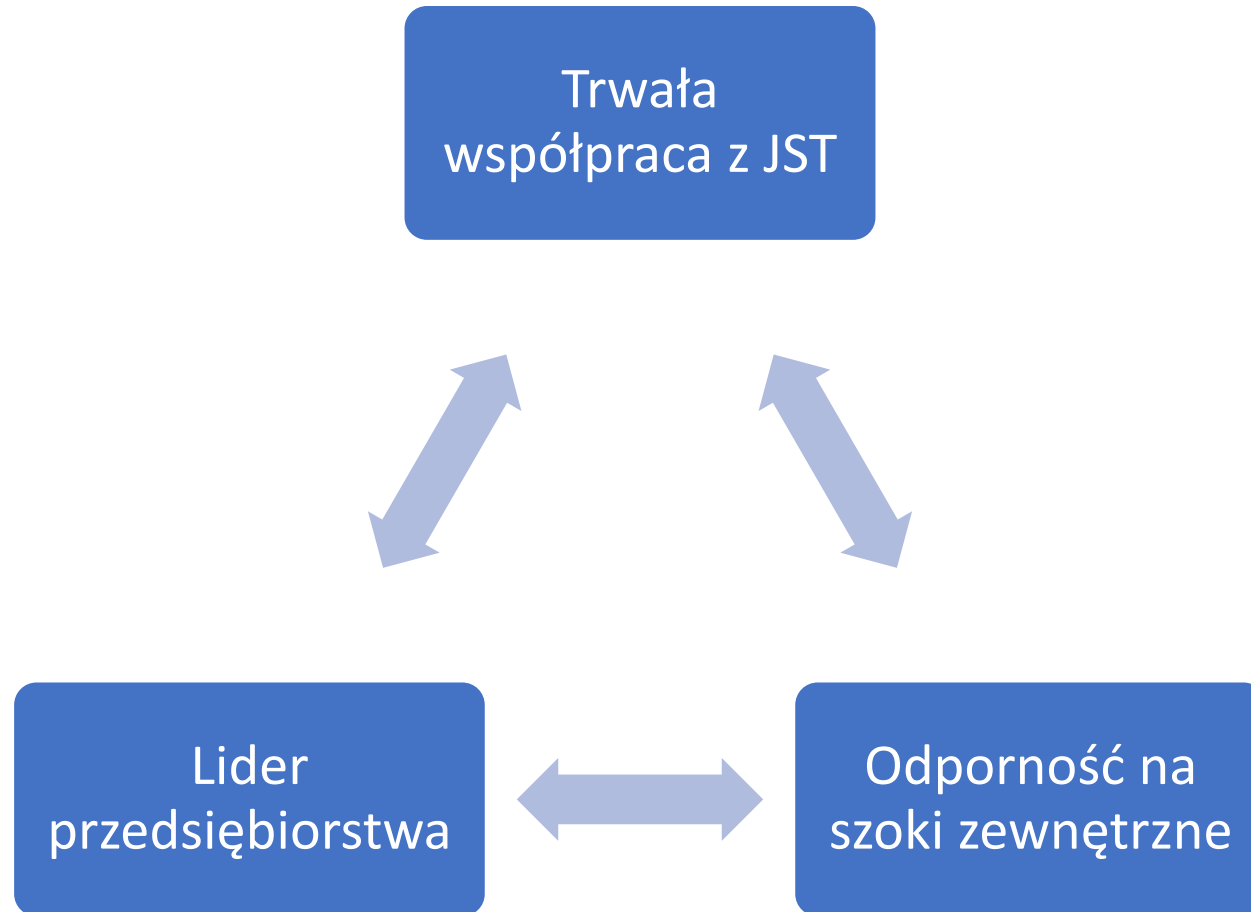 Trwała
współpraca z JST
Lider
przedsiębiorstwa
Odporność na
szoki zewnętrzne